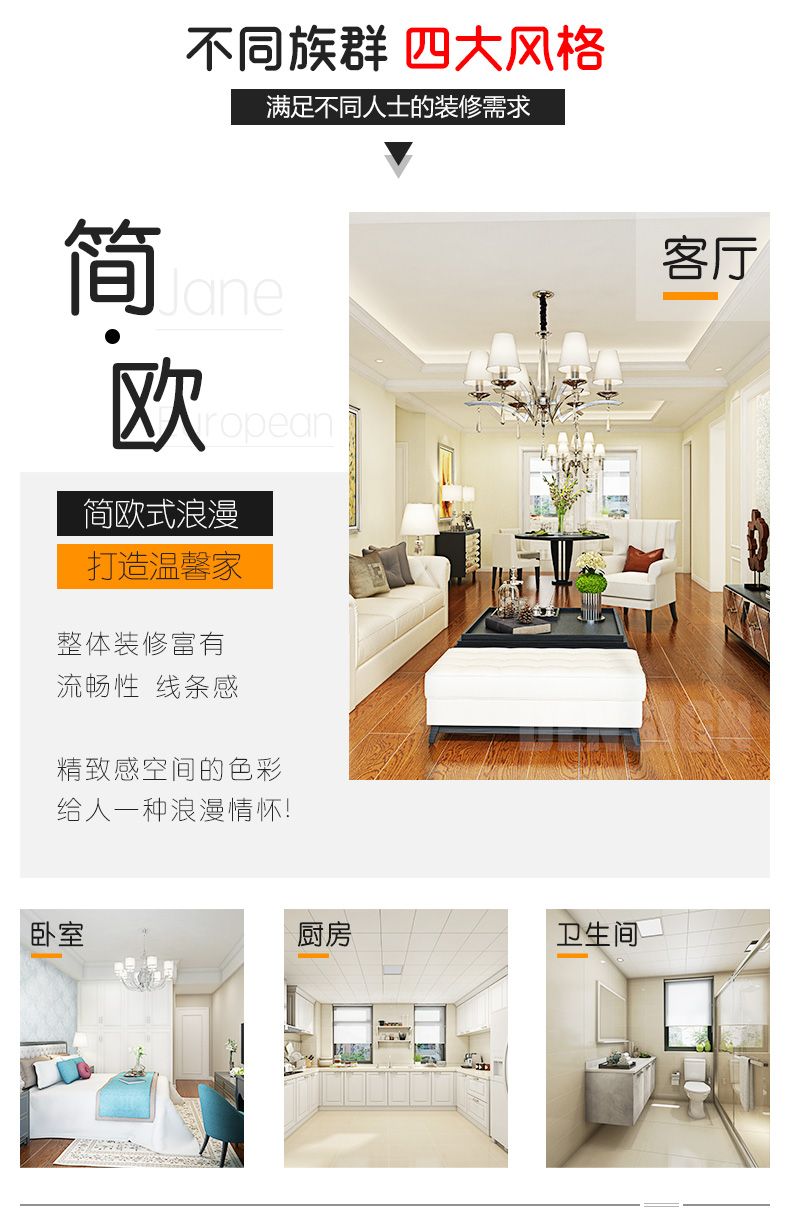 不同族群 四大风格
满足不同人士的装修需求
简
Jane
·
欧
European
客厅
简欧式浪漫
打造温馨家
整体装修富有
流畅性 线条感
精致感空间的色彩
给人一种浪漫情怀!
卧室
厨房
卫生间